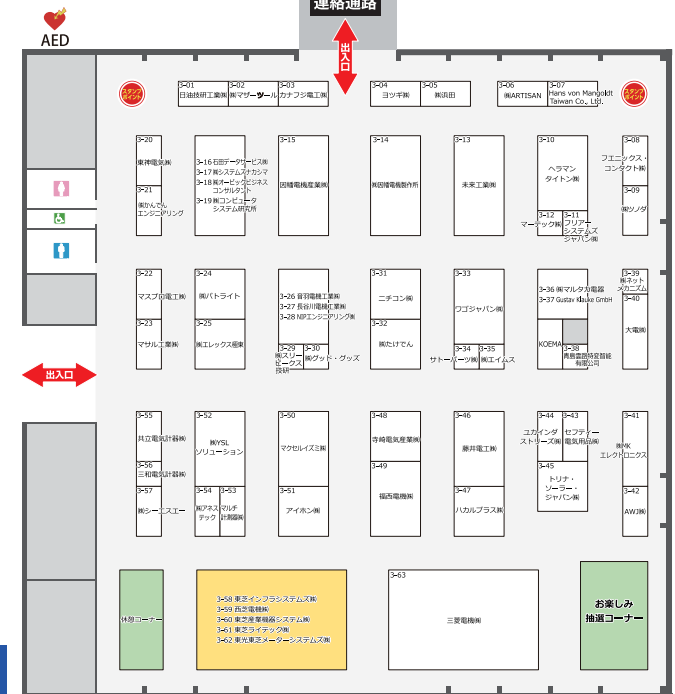 連絡通路
AED
出入口
スタンプ
ポイント
3-01
日油技研工業㈱
3-02
㈱マザーツール
3-03
カナフジ電工㈱
3-04
ヨツギ㈱
3-05
㈱浜田
3-06
㈱ARTISAN
3-07
Hans von Mangoldt
Taiwan Co., Ltd.
スタンプ
ポイント
3-20
東神電気㈱
3-21
㈱かんでん
エンジニアリング
3-16 石田データサービス㈱
3-17 ㈱システムズナカシマ
3-18 ㈱オービックビジネス
コンサルタント
3-19 ㈱コンピュータ
システム研究所
3-15
因幡電機産業㈱
3-14
㈱因幡電機製作所
3-13
未来工業㈱
3-10
ヘラマン
タイトン㈱
3-12
マーテック㈱
3-11
フリアー
システムズ
ジャパン㈱
3-08
フエニックス・
コンタクト㈱
3-09
㈱ツノダ
3-22
マスプロ電工㈱
3-23
マサル工業㈱
3-24
㈱パトライト
3-25
㈱エレックス極東
3-26 音羽電機工業㈱
3-27 長谷川電機工業㈱
3-28 NIPエンジニアリング㈱
3-29
㈱スリー
ピークス
技研
3-30
㈱グッド・グッズ
3-31
ニチコン㈱
3-32
㈱たけでん
3-33
ワゴジャパン㈱
3-34
サトーパーツ㈱
3-35
㈱エイムス
3-36 ㈱マルタカ電器
3-37 Gustav Klauke GmbH
KOEMA
3-38
青島雲路特変智能
有限公司
3-39
㈱ネット
メカニズム
3-40
大電㈱
出入口
3-55
共立電気計器㈱
3-56
三和電気計器㈱
3-57
㈱シーエスエー
3-52
㈱YSL
ソリューション
3-54
㈱アネス
テック
3-53
マルチ
計測器㈱
3-50
マクセルイズミ㈱
3-51
アイホン㈱
3-48
寺崎電気産業㈱
3-49
福西電機㈱
3-46
藤井電工㈱
3-47
ハカルプラス㈱
3-44
ユカインダ
ストリーズ㈱
3-43
セフティー
電気用品㈱
3-45
トリナ・
ソーラー・
ジャパン㈱
3-41
㈱MK
エレクトロニクス
3-42
AWJ㈱
休憩コーナー
3-58 東芝インフラシステムズ㈱
3-59 西芝電機㈱
3-60 東芝産業機器システム㈱
3-61 東芝ライテック㈱
3-62 東光東芝メーターシステムズ㈱
3-63
三菱電機㈱
お楽しみ
抽選コーナー